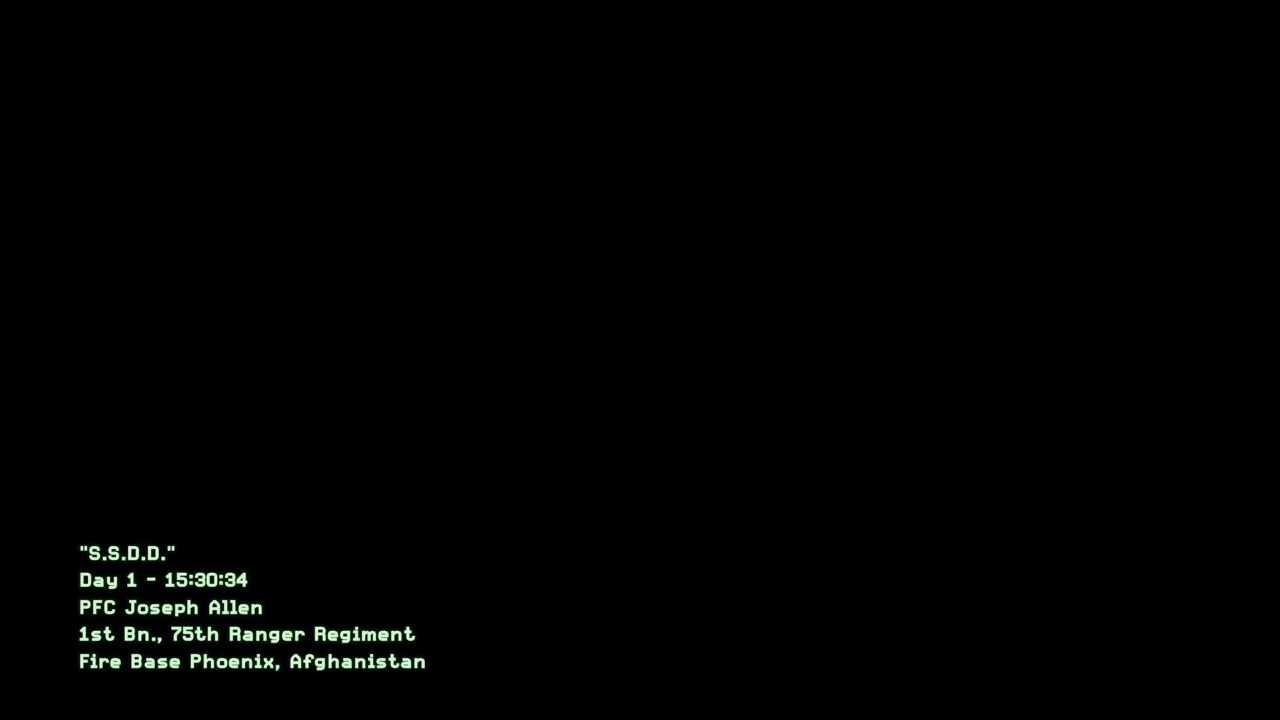 "S.S.D.D."
Day 1 - 15:30:34
PFC Joseph Allen
1st Bn., 75th Ranger Regiment
Fire Base Phoenix, Afghanistan